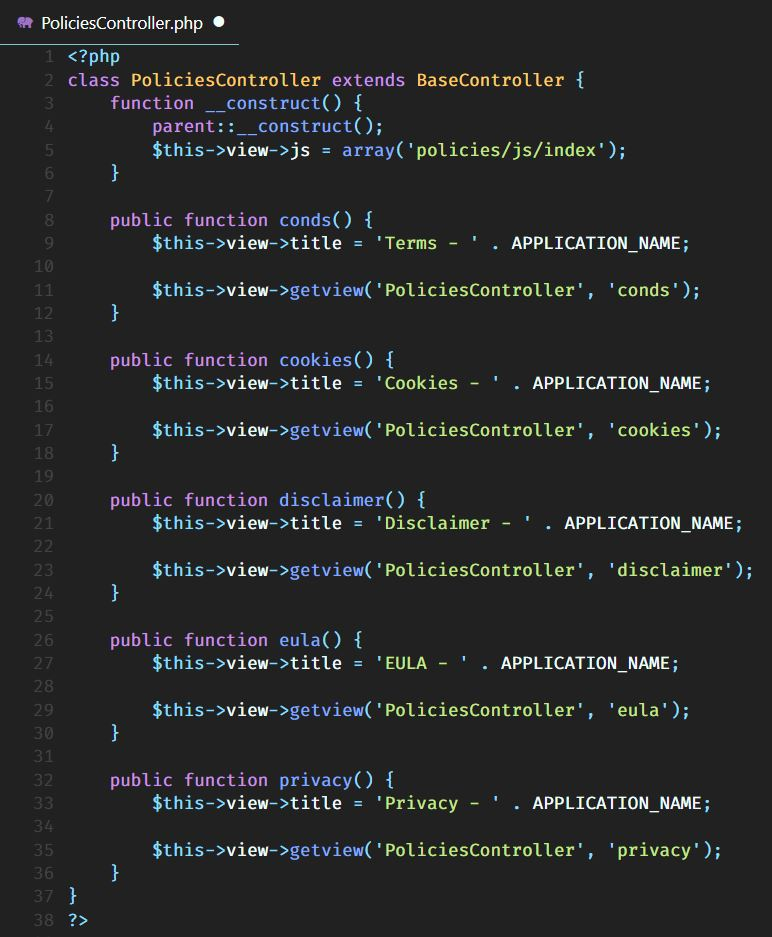 PoliciesController.php
1 <?php
2 class PoliciesController extends BaseController {
3     function __construct() {
4         parent::__construct();
5         $this->view->js = array('policies/js/index');
6     }
7
8     public function conds() {
9         $this->view->title = 'Terms - ' . APPLICATION_NAME;
10
11         $this->view->getview('PoliciesController', 'conds');
12     }
13
14     public function cookies() {
15         $this->view->title = 'Cookies - ' . APPLICATION_NAME;
16
17         $this->view->getview('PoliciesController', 'cookies');
18     }
19
20     public function disclaimer() {
21         $this->view->title = 'Disclaimer - ' . APPLICATION_NAME;
22
23         $this->view->getview('PoliciesController', 'disclaimer');
24     }
25
26     public function eula() {
27         $this->view->title = 'EULA - ' . APPLICATION_NAME;
28
29         $this->view->getview('PoliciesController', 'eula');
30     }
31
32     public function privacy() {
33         $this->view->title = 'Privacy - ' . APPLICATION_NAME;
34
35         $this->view->getview('PoliciesController', 'privacy');
36     }
37 }
38 ?>